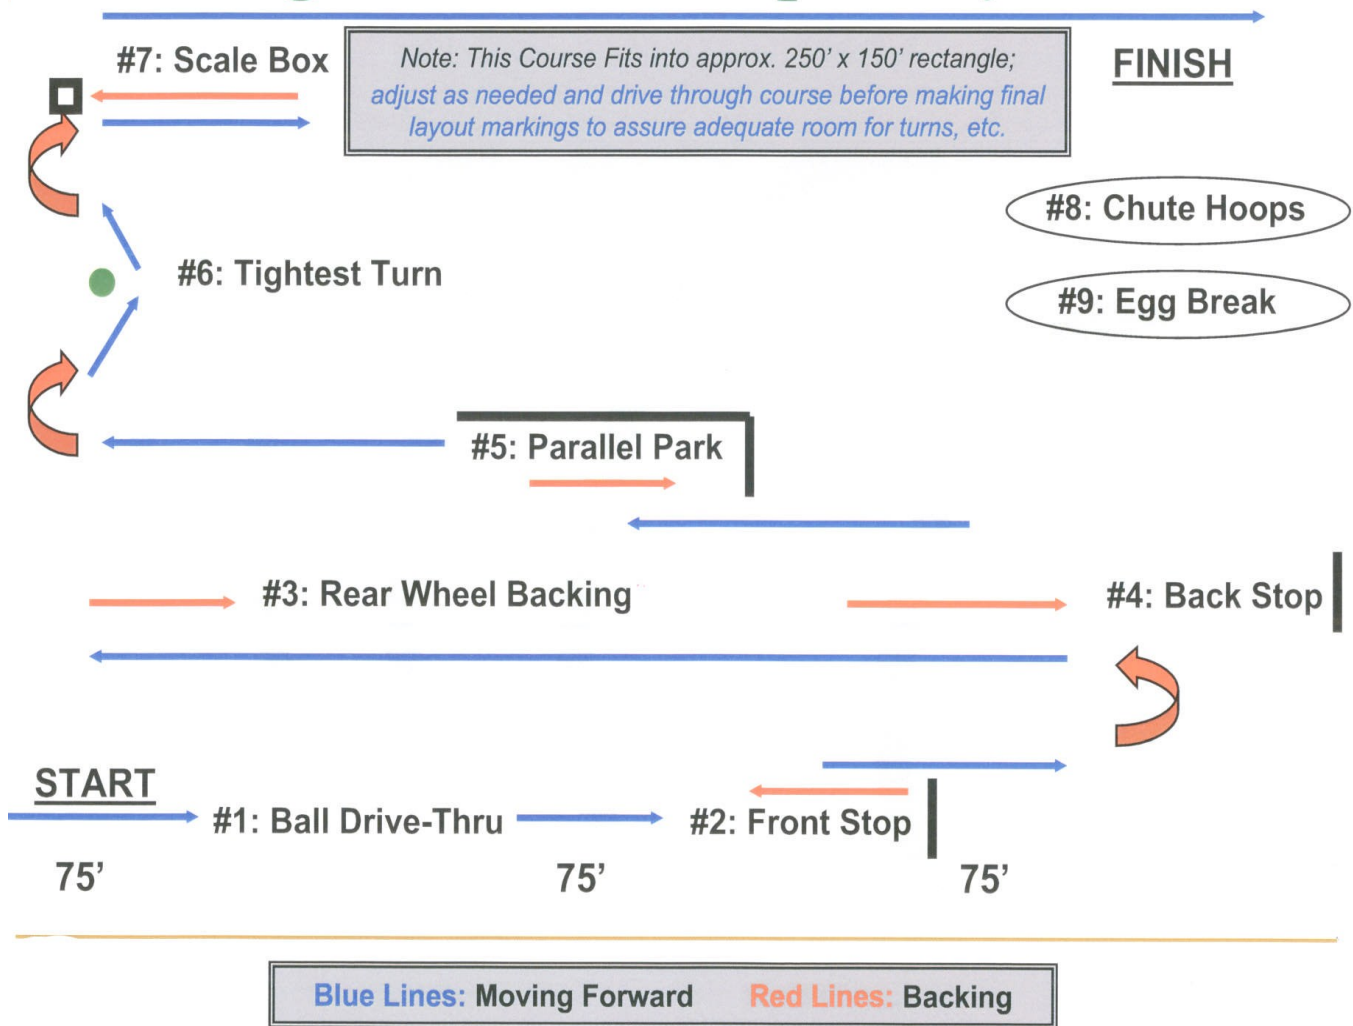 #7: Scale Box
Note: This Course Fits into approx. 250' x 150' rectangle;
adjust as needed and drive through course before making final
layout markings to assure adequate room for turns, etc.
FINISH
#8: Chute Hoops
#6: Tightest Turn
#9: Egg Break
#5: Parallel Park
#3: Rear Wheel Backing
#4: Back Stop
START
#1: Ball Drive-Thru
#2: Front Stop
75'
75'
75'
Blue Lines: Moving Forward Red Lines: Backing